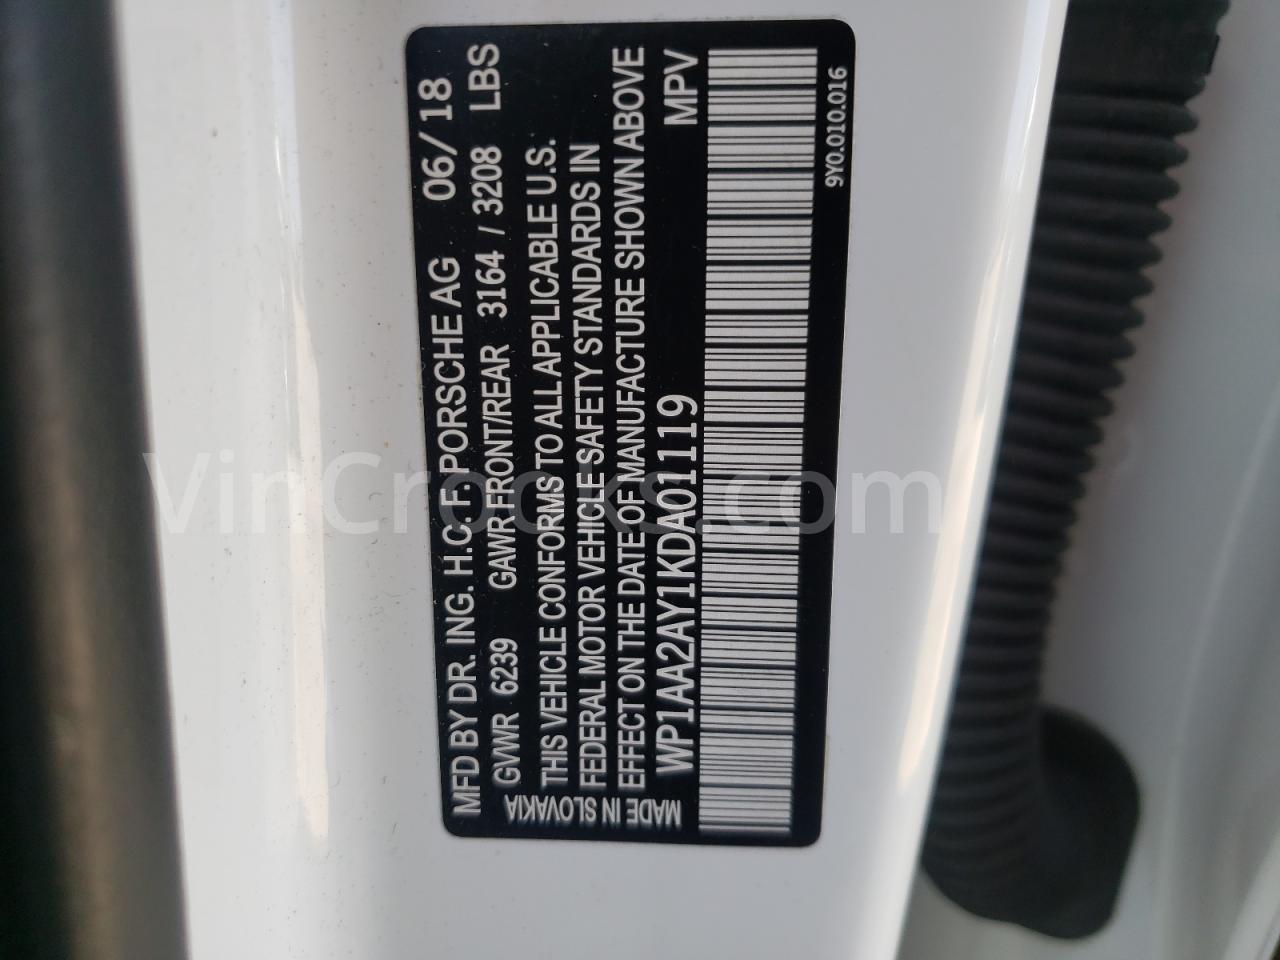 MFD BY DR. ING. H.C. F. PORSCHE AG 06/18
GVWR 6239 GAWR FRONT/REAR 3164 / 3208 LBS
THIS VEHICLE CONFORMS TO ALL APPLICABLE U.S.
FEDERAL MOTOR VEHICLE SAFETY STANDARDS IN
EFFECT ON THE DATE OF MANUFACTURE SHOWN ABOVE
WP1AA2AY1KDA01119 MPV
MADE IN SLOVAKIA
9Y0.010.016
VinCrooks.com